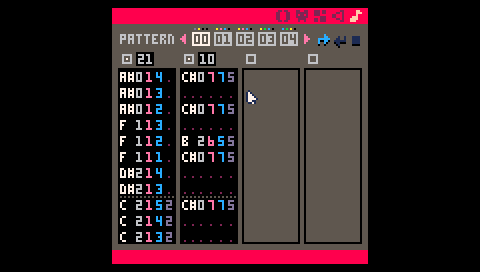 PATTERN 00 01 02 03 04
21 10
A#014. C#0775
A#013. ......
A#012. C#0775
F 113. ......
F 112. B 2655
F 111. C#0775
D#214. ......
D#213. ......
C 2152 C#0775
C 2142 ......
C 2132 ......